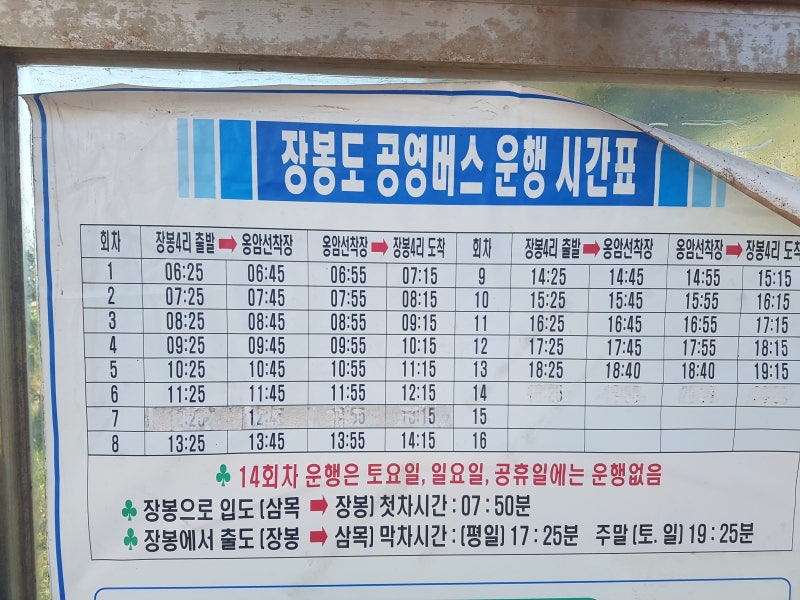 장봉도 공영버스 운행 시간표
회차 장봉4리 출발 ➡ 옹암선착장 옹암선착장 ➡ 장봉4리 도착 회차 장봉4리 출발 ➡ 옹암선착장 옹암선착장 ➡ 장봉4리 도착
1 06:25 06:45 06:55 07:15 9 14:25 14:45 14:55 15:15
2 07:25 07:45 07:55 08:15 10 15:25 15:45 15:55 16:15
3 08:25 08:45 08:55 09:15 11 16:25 16:45 16:55 17:15
4 09:25 09:45 09:55 10:15 12 17:25 17:45 17:55 18:15
5 10:25 10:45 10:55 11:15 13 18:25 18:40 18:40 19:15
6 11:25 11:45 11:55 12:15 14
7 15
8 13:25 13:45 13:55 14:15 16
♣ 14회차 운행은 토요일, 일요일, 공휴일에는 운행없음
♣ 장봉으로 입도 (삼목 ➡ 장봉) 첫차시간 : 07 : 50분
♣ 장봉에서 출도 (장봉 ➡ 삼목) 막차시간 : (평일) 17 : 25분 주말 (토. 일) 19 : 25분